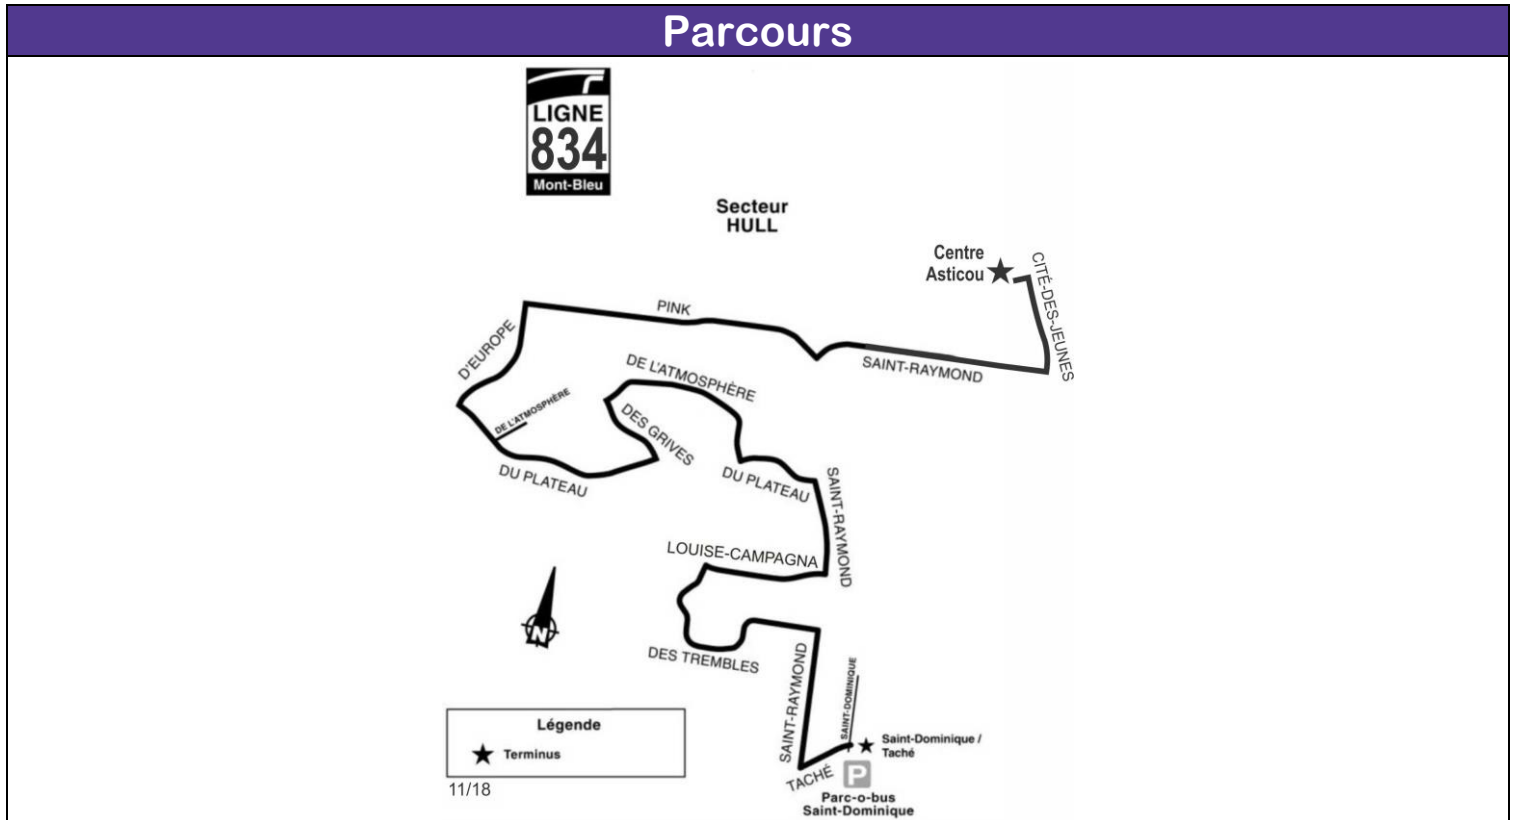 Parcours
LIGNE
834
Mont-Bleu
Secteur
HULL
Centre
Asticou
CITÉ-DES-JEUNES
PINK
D'EUROPE
SAINT-RAYMOND
DE L'ATMOSPHÈRE
DE L'ATMOSPHÈRE
DES GRIVES
DU PLATEAU
DU PLATEAU
SAINT-RAYMOND
LOUISE-CAMPAGNA
N
DES TREMBLES
SAINT-RAYMOND
SAINT-DOMINIQUE
Saint-Dominique /
Taché
TACHÉ
P
Parc-o-bus
Saint-Dominique
Légende
Terminus
11/18